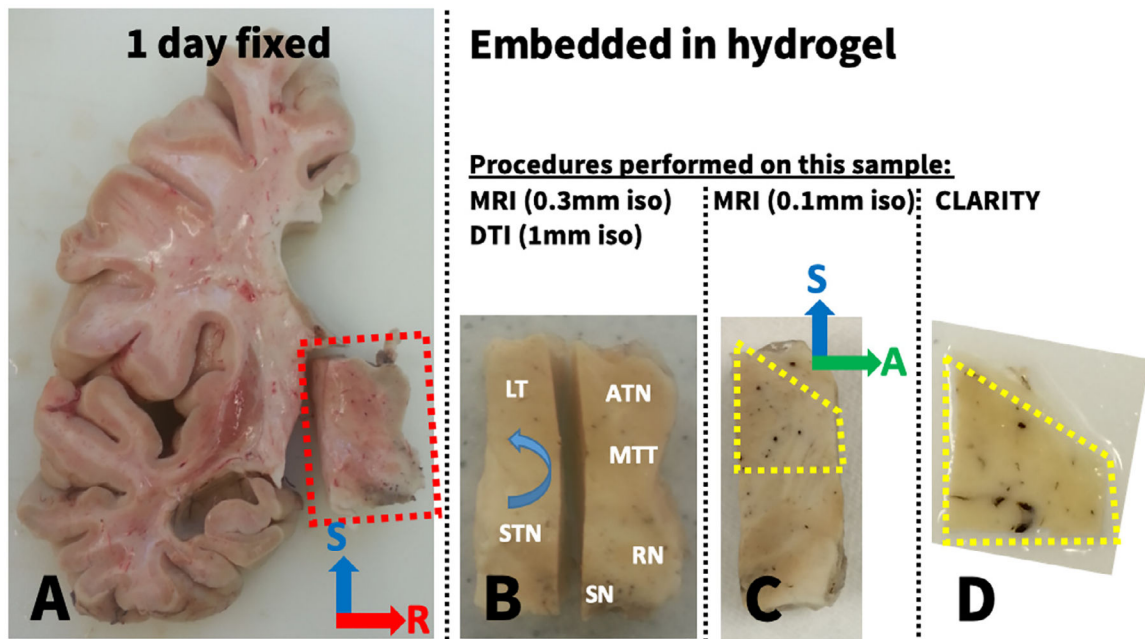 1 day fixed
Embedded in hydrogel
Procedures performed on this sample:
MRI (0.3mm iso)
DTI (1mm iso)
MRI (0.1mm iso)
CLARITY
S
A
LT
ATN
MTT
STN
RN
SN
S
R
A
B
C
D